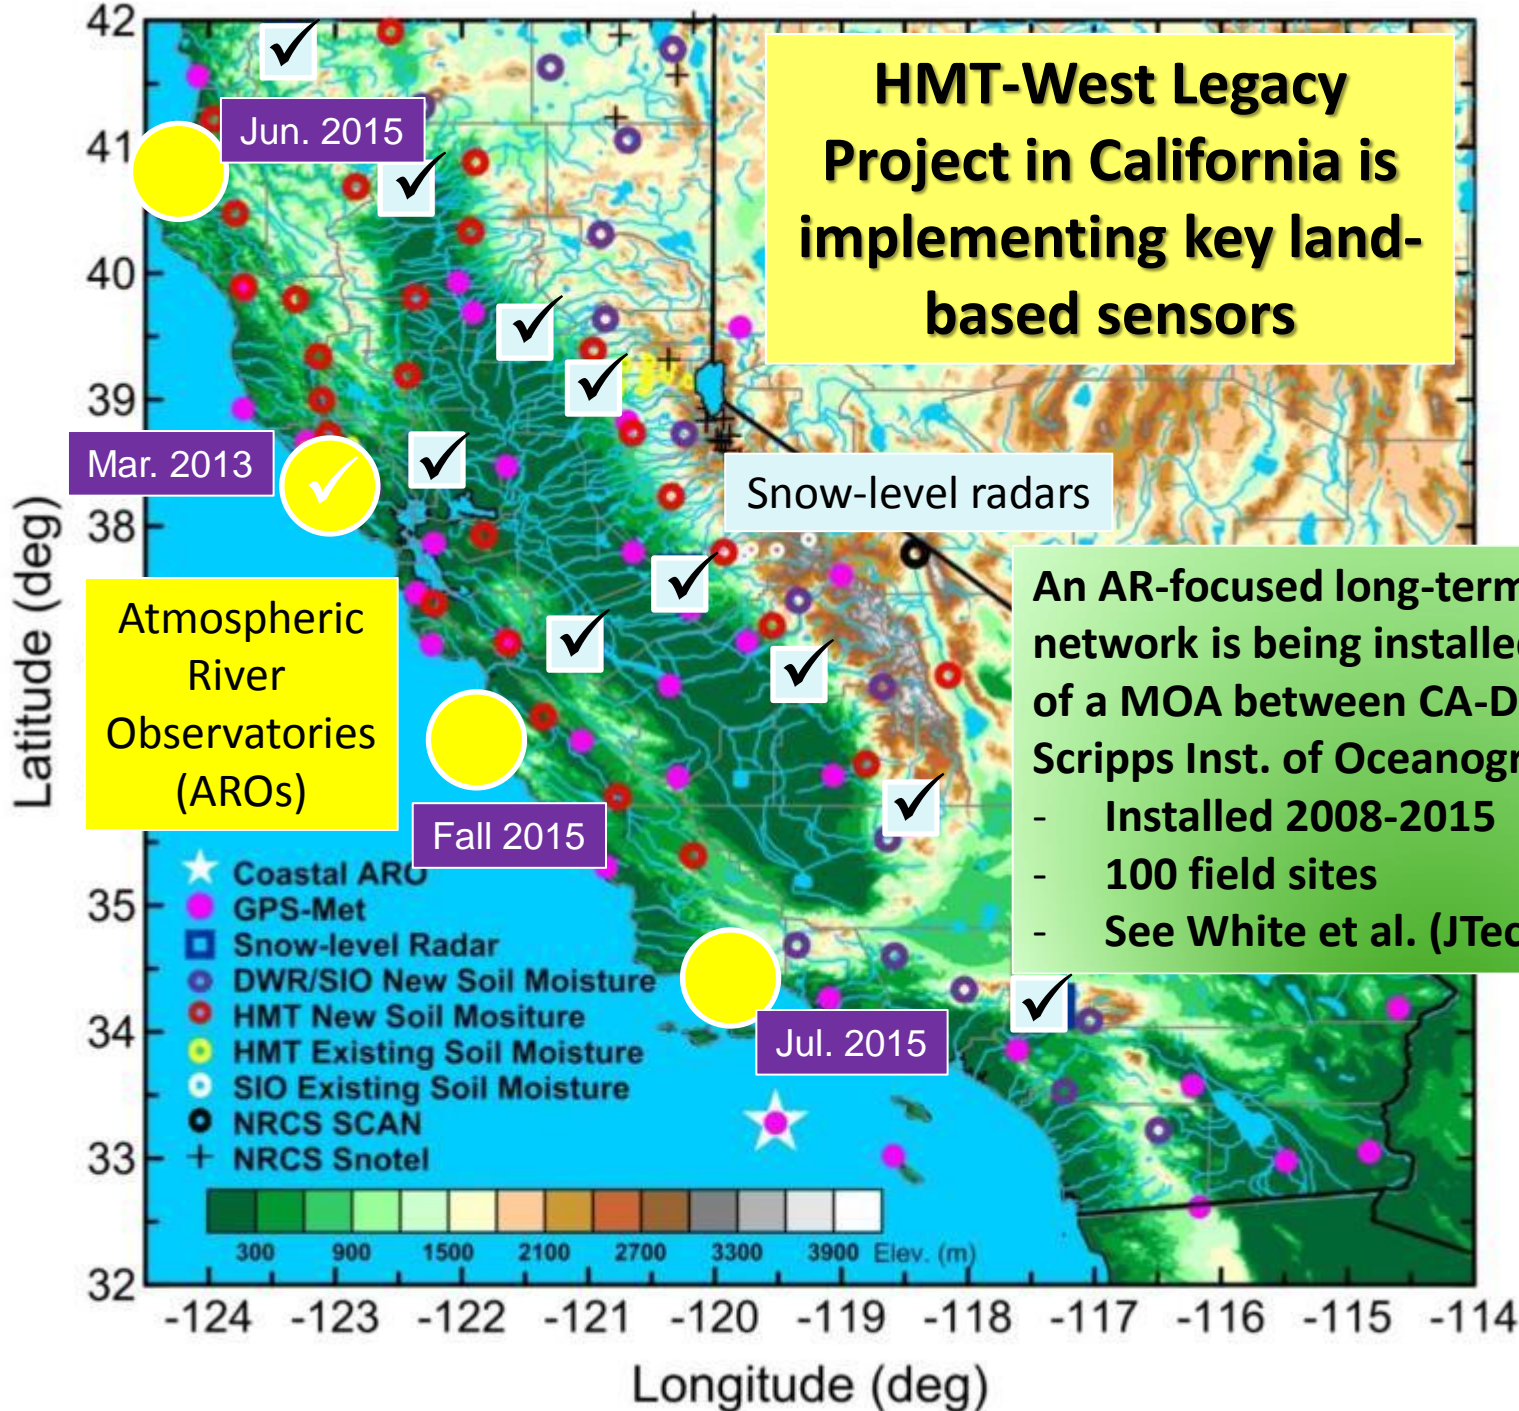 HMT-West Legacy
Project in California is
implementing key land-
based sensors
Jun. 2015
Mar. 2013
Snow-level radars
Atmospheric
River
Observatories
(AROs)
Fall 2015
Jul. 2015
An AR-focused long-term
network is being installed
of a MOA between CA-D
Scripps Inst. of Oceanogr
- Installed 2008-2015
- 100 field sites
- See White et al. (JTec
Coastal ARO
GPS-Met
Snow-level Radar
DWR/SIO New Soil Moisture
HMT New Soil Mositure
HMT Existing Soil Moisture
SIO Existing Soil Moisture
NRCS SCAN
NRCS Snotel
300 900 1500 2100 2700 3300 3900 Elev. (m)
Latitude (deg)
42
41
40
39
38
35
34
33
32
-124 -123 -122 -121 -120 -119 -118 -117 -116 -115 -114
Longitude (deg)